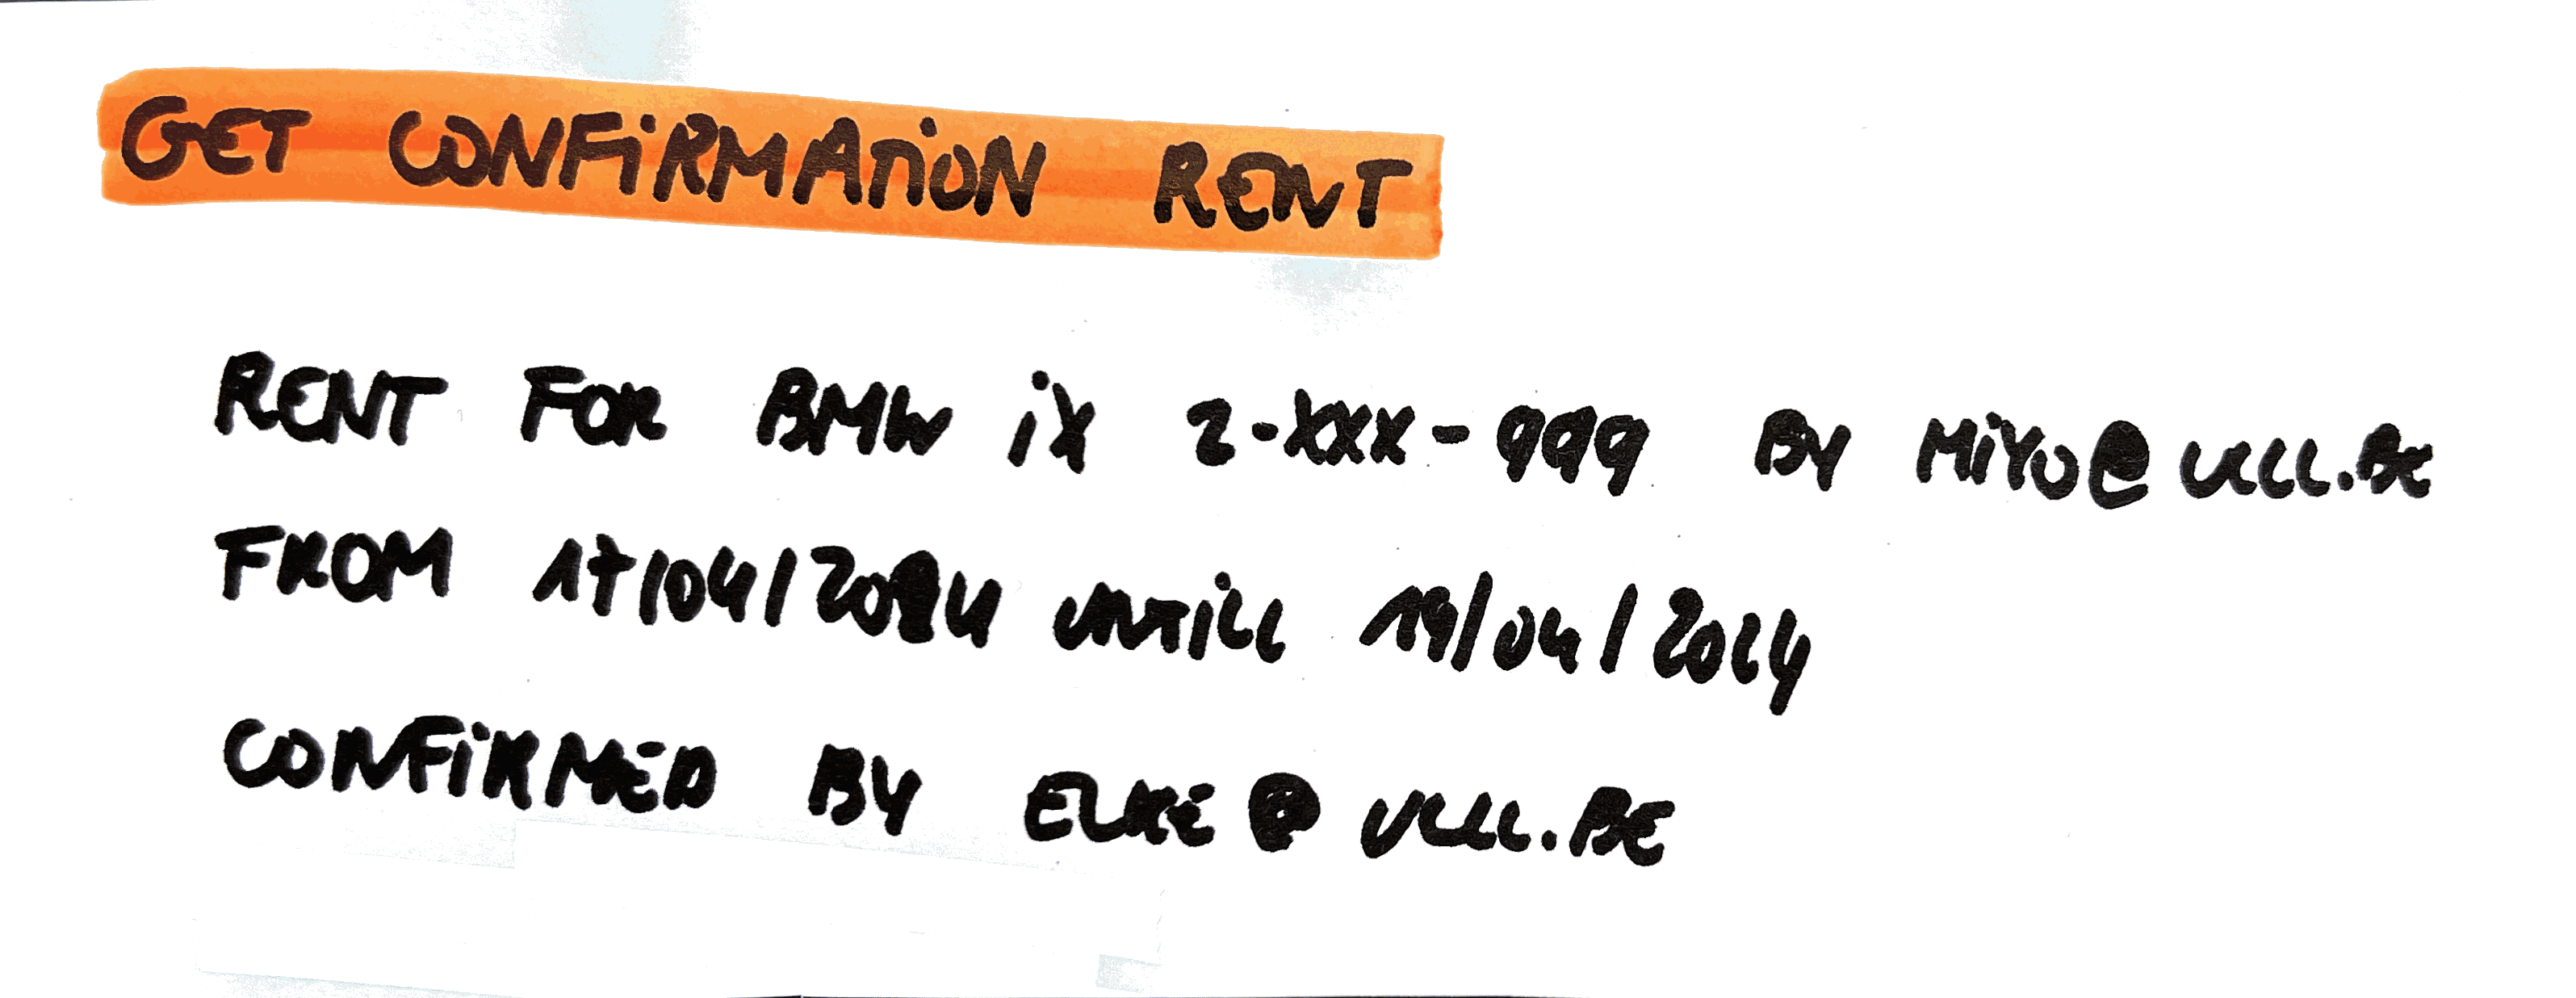 GET CONFIRMATION RENT
RENT FOR BMW iX 2-XXX-999 BY MIYO@UCLL.BE
FROM 17/04/2024 UNTILL 19/04/2024
CONFIRMED BY ELKE@UCLL.BE